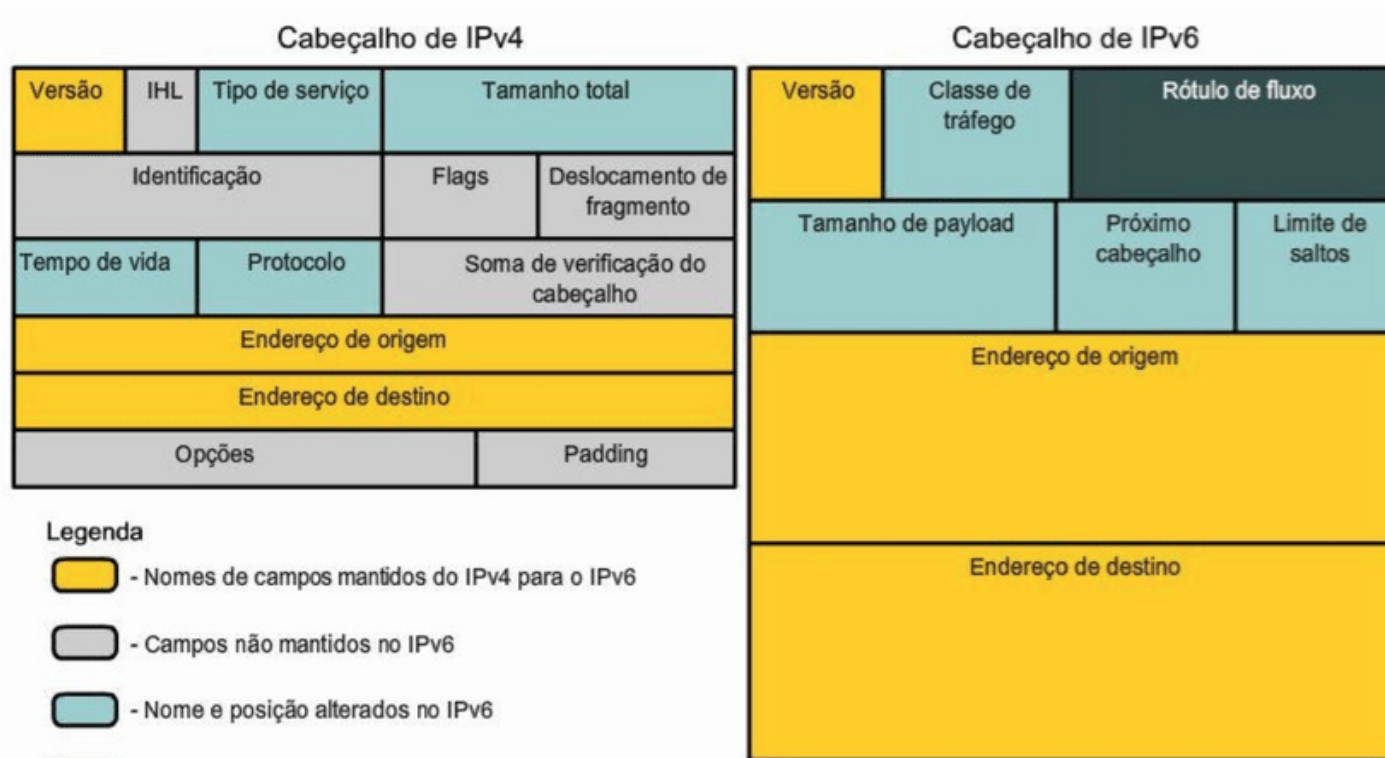 Cabeçalho de IPv4
Versão
IHL
Tipo de serviço
Tamanho total
Identificação
Flags
Deslocamento de
fragmento
Tempo de vida
Protocolo
Soma de verificação do
cabeçalho
Endereço de origem
Endereço de destino
Opções
Padding
Legenda
- Nomes de campos mantidos do IPv4 para o IPv6
- Campos não mantidos no IPv6
- Nome e posição alterados no IPv6
Cabeçalho de IPv6
Versão
Classe de
tráfego
Rótulo de fluxo
Tamanho de payload
Próximo
cabeçalho
Limite de
saltos
Endereço de origem
Endereço de destino